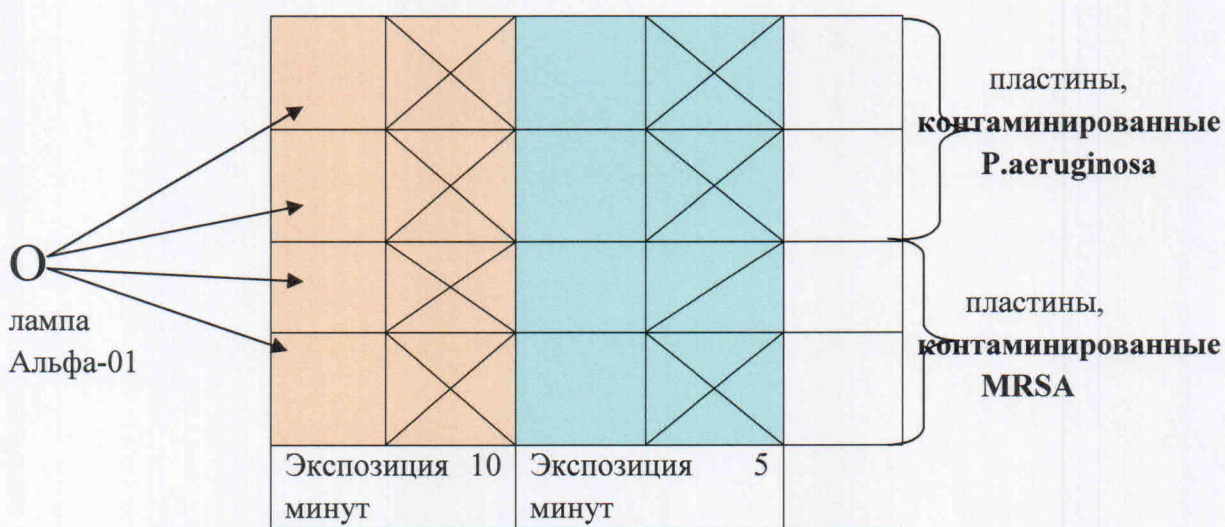 пластины,
контаминированные
P.aeruginosa
О
лампа
Альфа-01
пластины,
контаминированные
MRSA
Экспозиция 10
минут
Экспозиция 5
минут